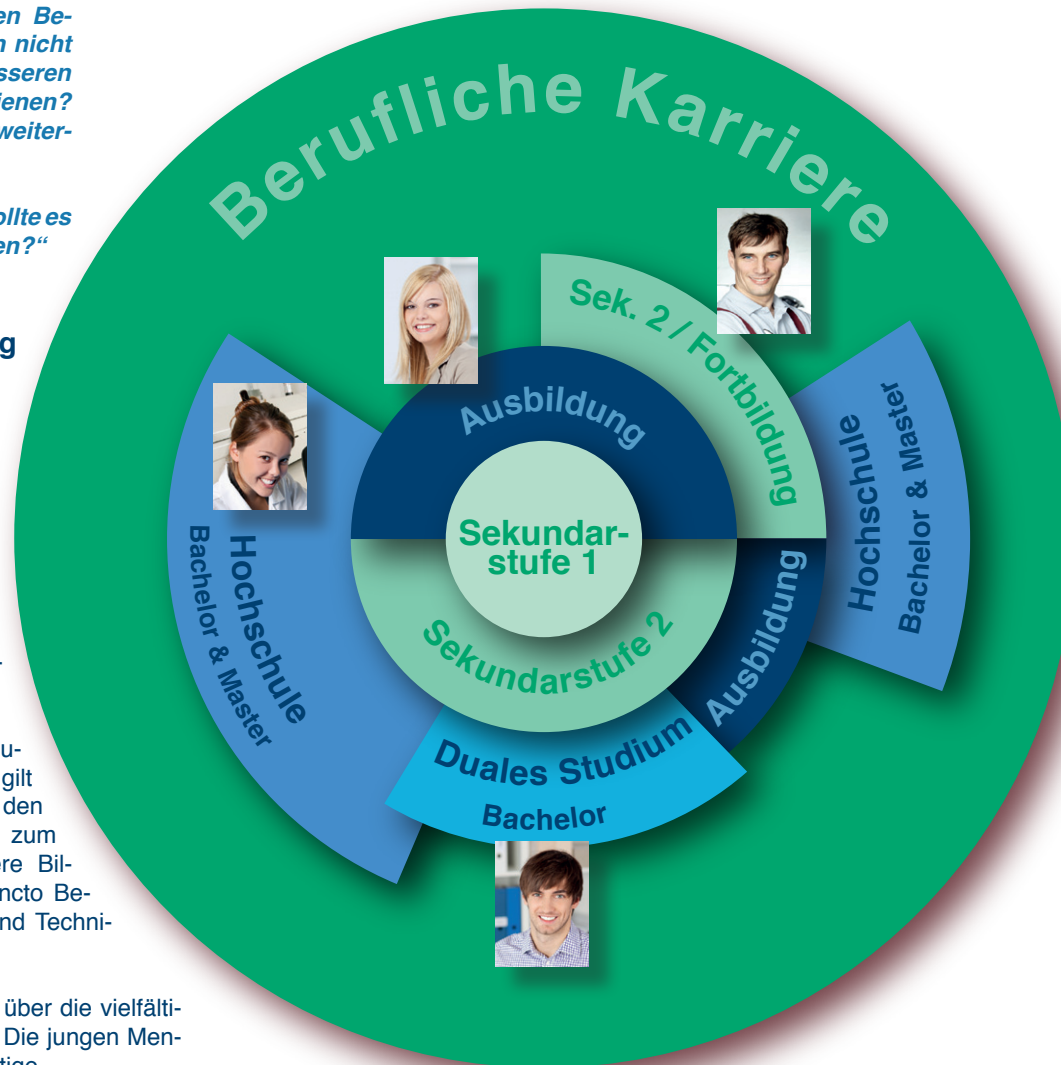 en Be-
n nicht
sseren
ienen?
weiter-
ollte es
en?“
g
u-
gilt
den
zum
ere Bil-
ncto Be-
nd Techni-
über die vielfälti-
Die jungen Men-
Berufliche Karriere
Sek. 2 / Fortbildung
Ausbildung
Sekundar-
stufe 1
Sekundarstufe 2
Hochschule
Bachelor & Master
Ausbildung
Hochschule
Bachelor & Master
Duales Studium
Bachelor